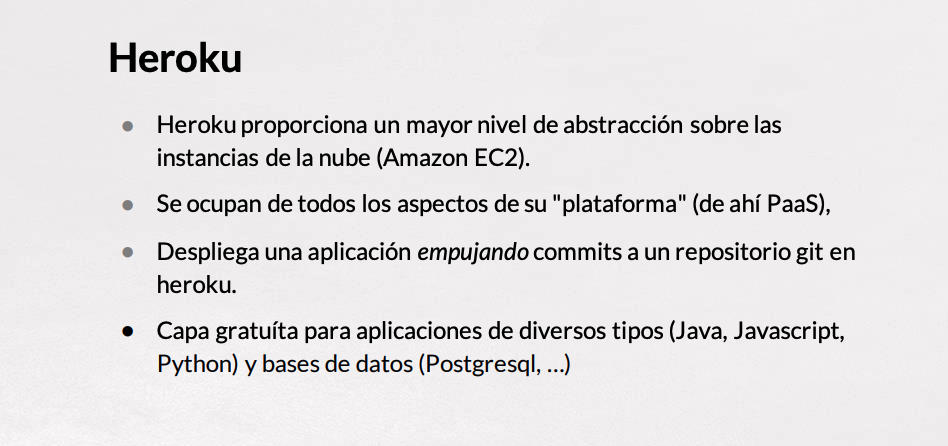 Heroku
● Heroku proporciona un mayor nivel de abstracción sobre las
instancias de la nube (Amazon EC2).
● Se ocupan de todos los aspectos de su "plataforma" (de ahí PaaS),
● Despliega una aplicación empujando commits a un repositorio git en
heroku.
● Capa gratuíta para aplicaciones de diversos tipos (Java, Javascript,
Python) y bases de datos (Postgresql, ...)